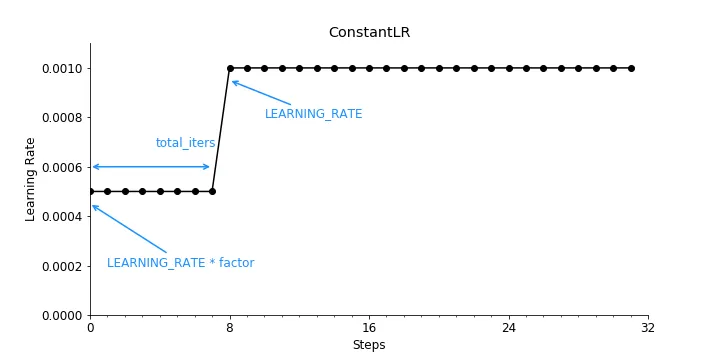 ConstantLR
Learning Rate
0.0010
0.0008
0.0006
0.0004
0.0002
0.0000
LEARNING_RATE
total_iters
LEARNING_RATE * factor
0
8
16
24
32
Steps